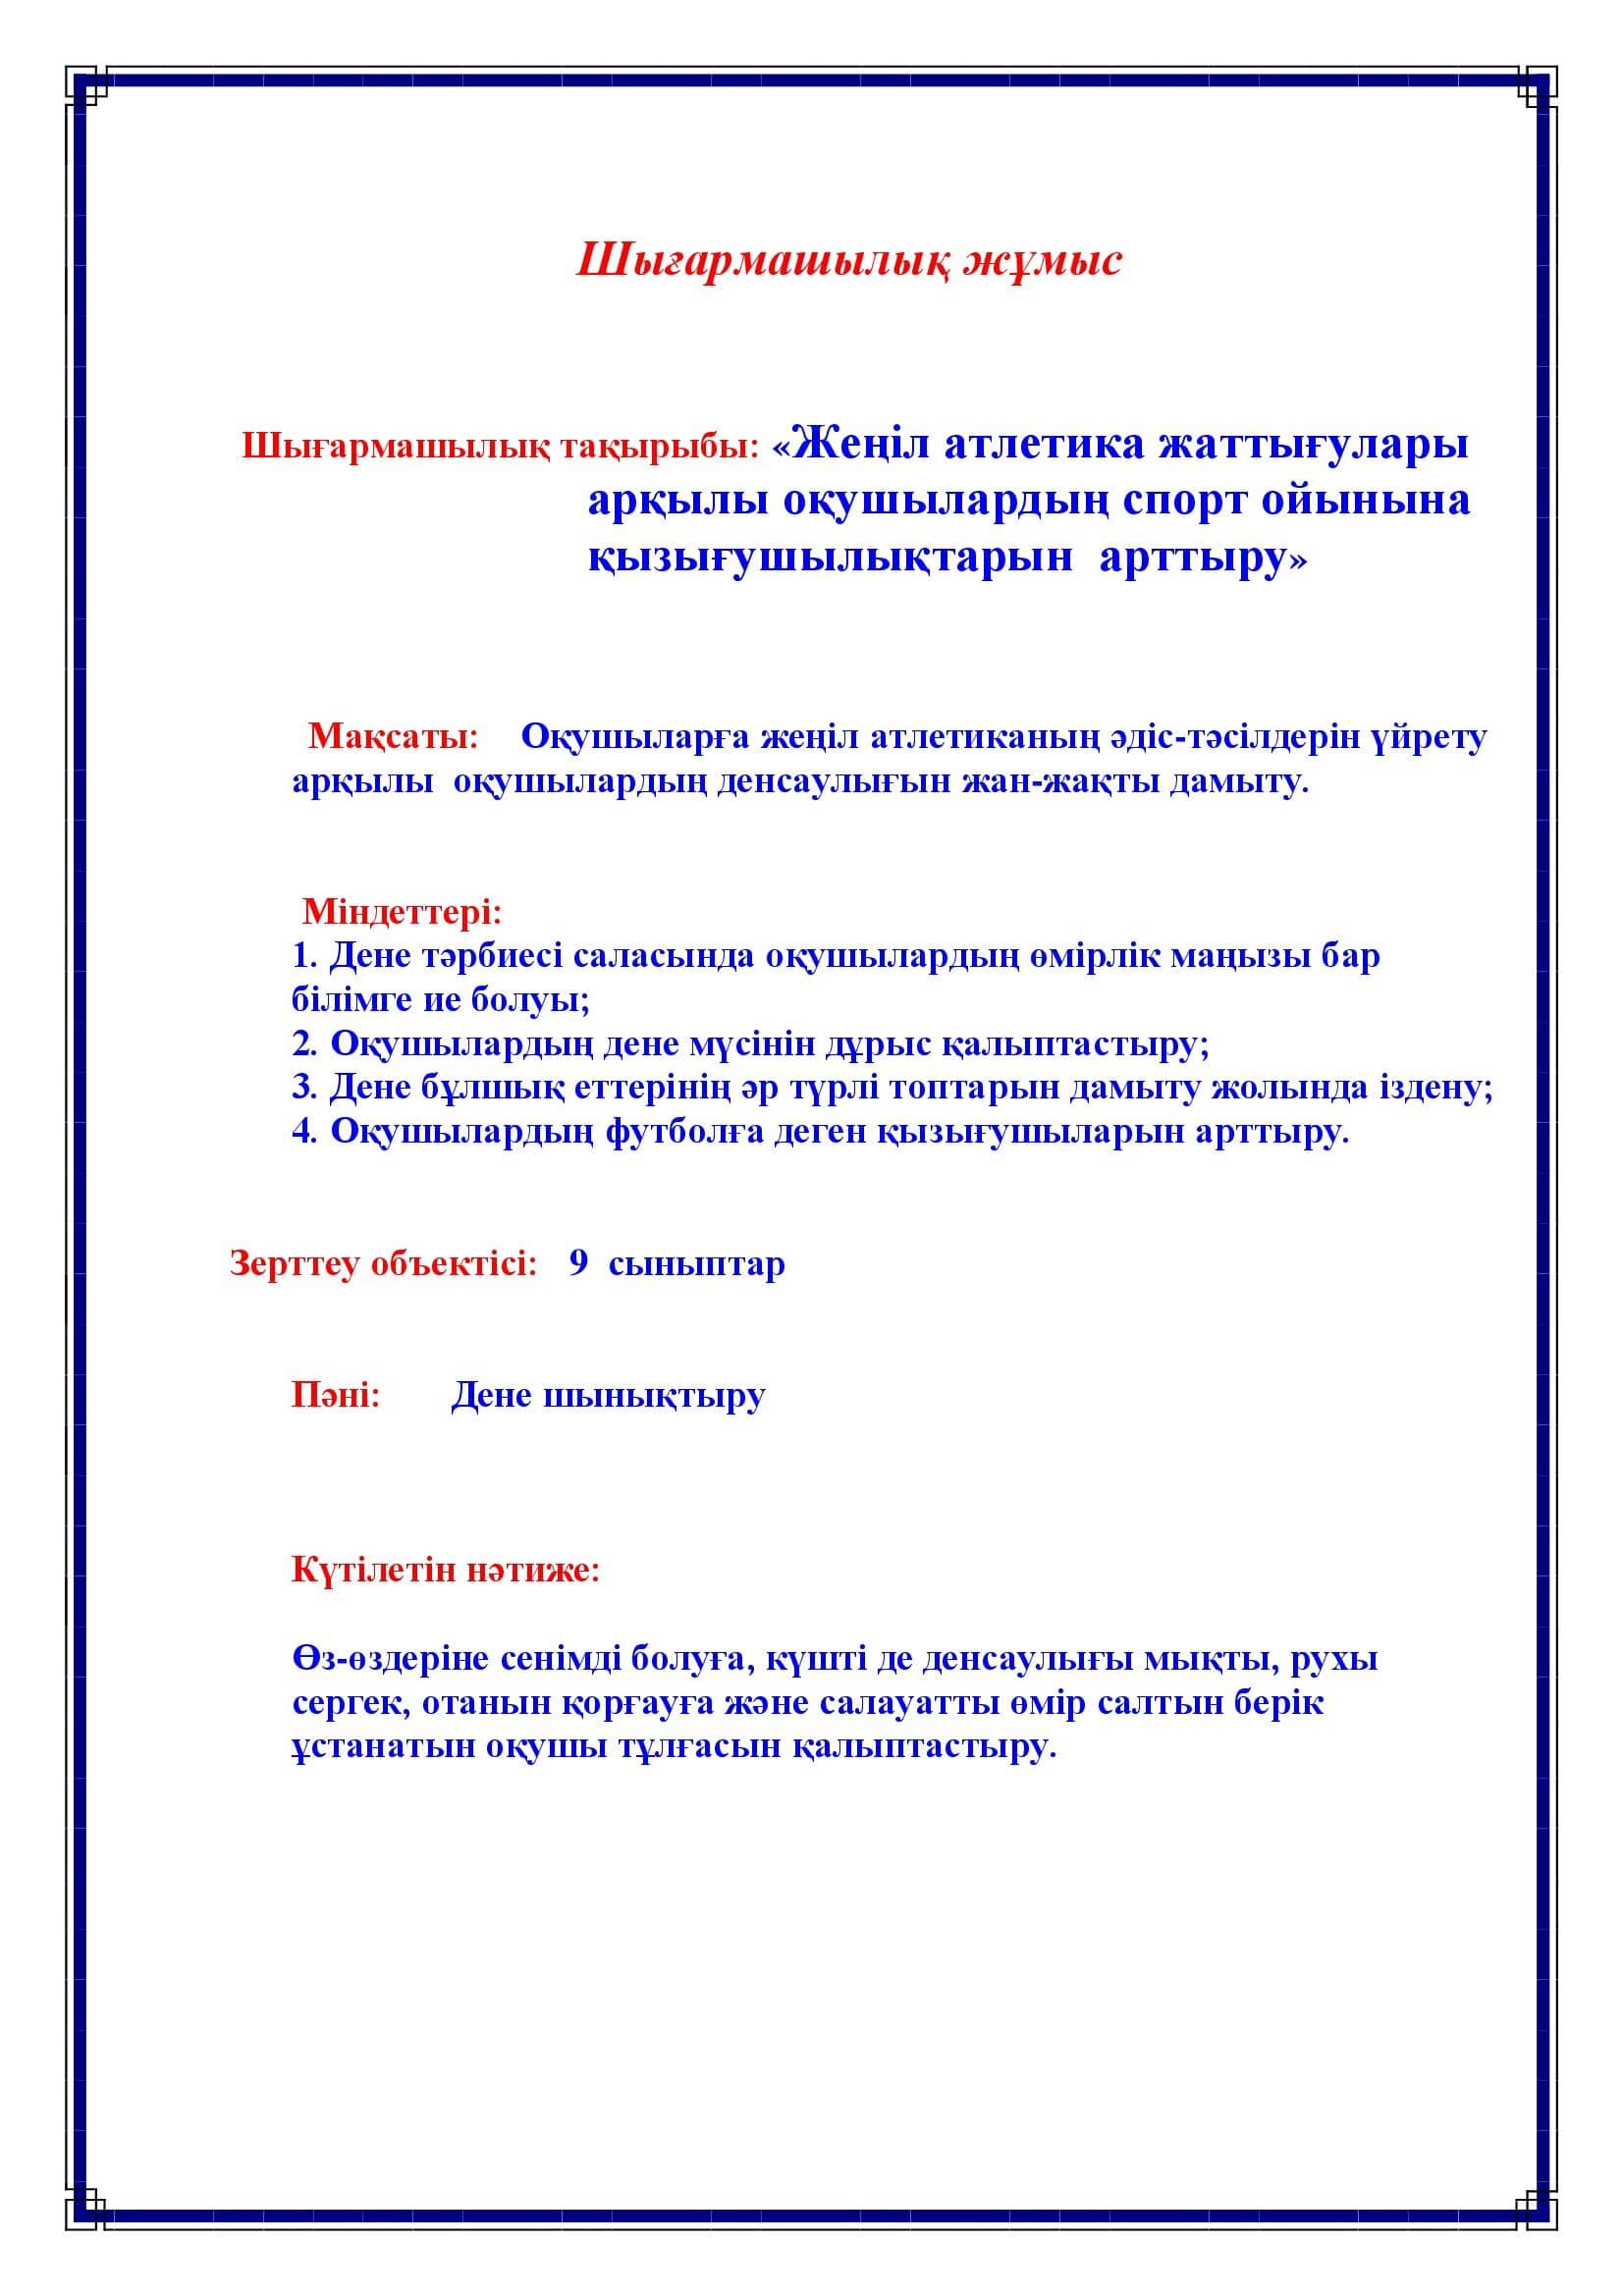 Шығармашылық жұмыс
Шығармашылық тақырыбы: «Жеңіл атлетика жаттығулары
арқылы оқушылардың спорт ойынына
қызығушылықтарын арттыру»
Мақсаты: Оқушыларға жеңіл атлетиканың әдіс-тәсілдерін үйрету
арқылы оқушылардың денсаулығын жан-жақты дамыту.
Міндеттері:
1. Дене тәрбиесі саласында оқушылардың өмірлік маңызы бар
білімге ие болуы;
2. Оқушылардың дене мүсінін дұрыс қалыптастыру;
3. Дене бұлшық еттерінің әр түрлі топтарын дамыту жолында іздену;
4. Оқушылардың футболға деген қызығушыларын арттыру.
Зерттеу объектісі: 9 сыныптар
Пәні: Дене шынықтыру
Күтілетін нәтиже:
Өз-өздеріне сенімді болуға, күшті де денсаулығы мықты, рухы
сергек, отанын қорғауға және салауатты өмір салтын берік
ұстанатын оқушы тұлғасын қалыптастыру.